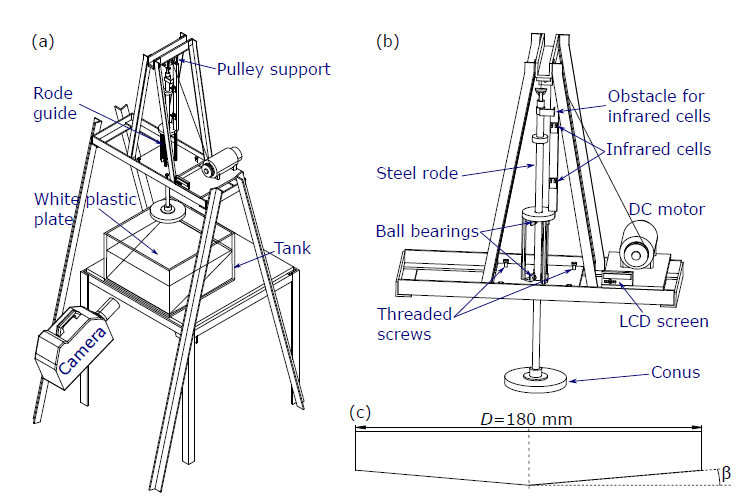 (a)
Pulley support
Rode
guide
White plastic
plate
Tank
Camera
(b)
Obstacle for
infrared cells
Infrared cells
Steel rode
DC motor
Ball bearings
Threaded
screws
LCD screen
Conus
(c)
D=180 mm
β